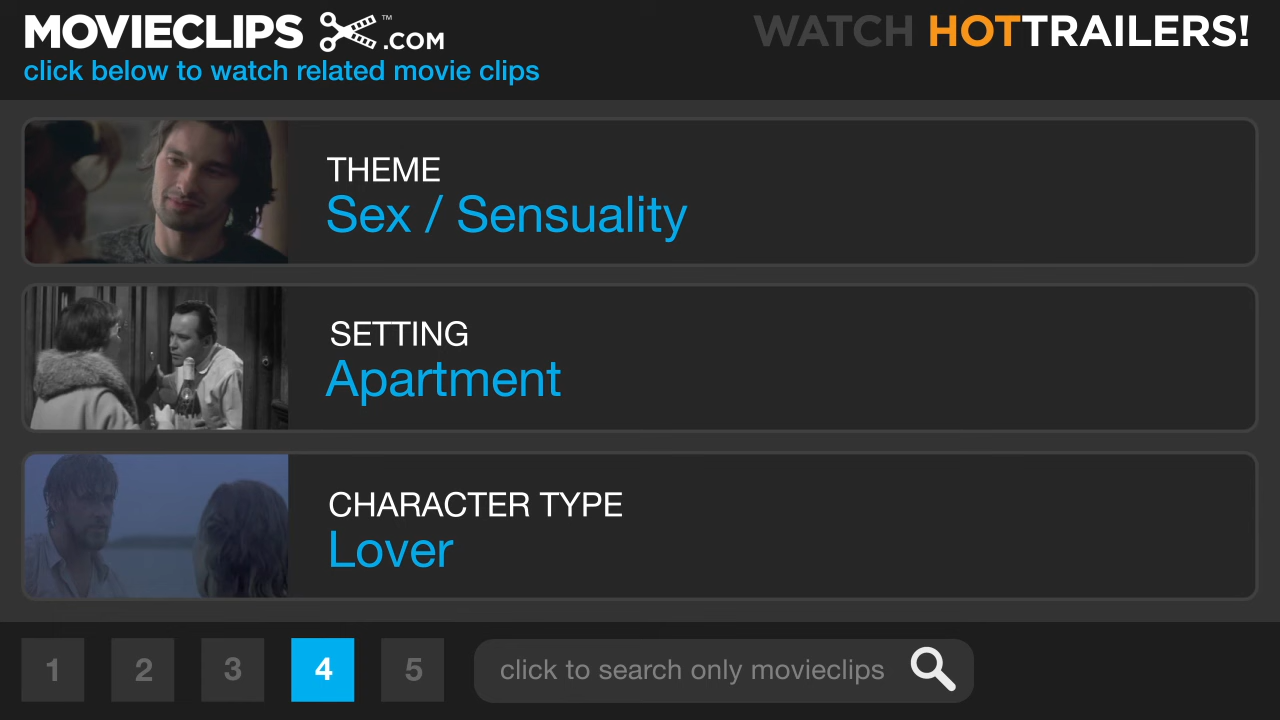 MOVIECLIPS ™ .COM
WATCH HOTTRAILERS!
click below to watch related movie clips
THEME
Sex / Sensuality
SETTING
Apartment
CHARACTER TYPE
Lover
1 2 3 4 5 click to search only movieclips